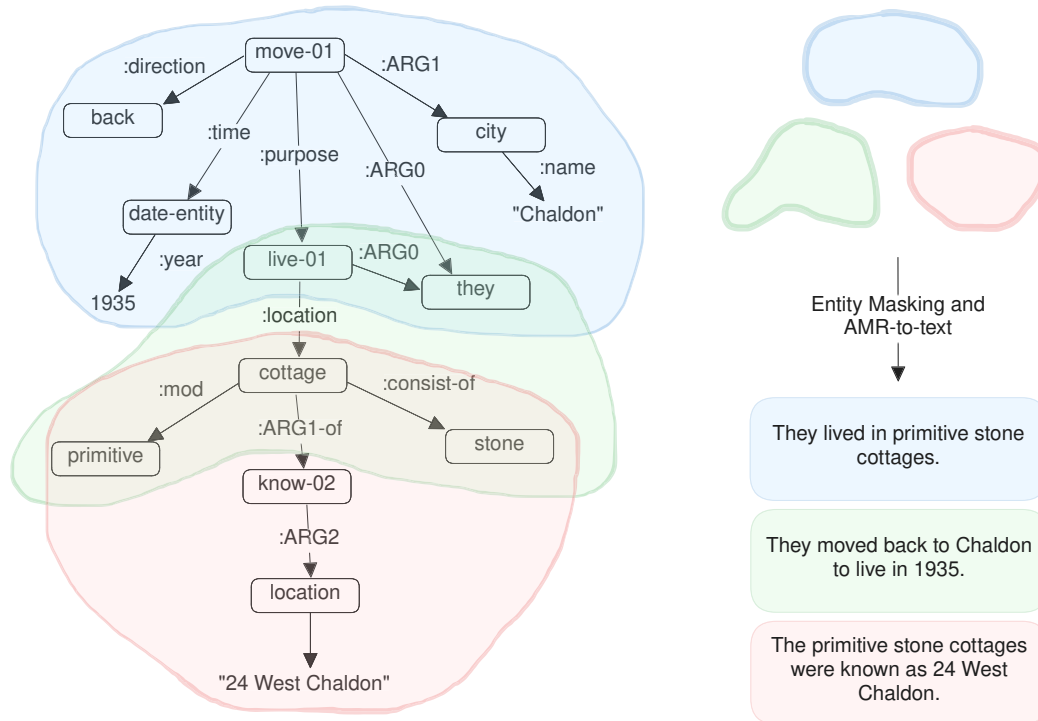 move-01
:direction
:ARG1
back
:time
city
:purpose
:ARG0
:name
date-entity
"Chaldon"
:year
live-01
:ARG0
1935
they
:location
cottage
:mod
:consist-of
:ARG1-of
primitive
stone
know-02
:ARG2
location
"24 West Chaldon"
Entity Masking and
AMR-to-text
They lived in primitive stone
cottages.
They moved back to Chaldon
to live in 1935.
The primitive stone cottages
were known as 24 West
Chaldon.